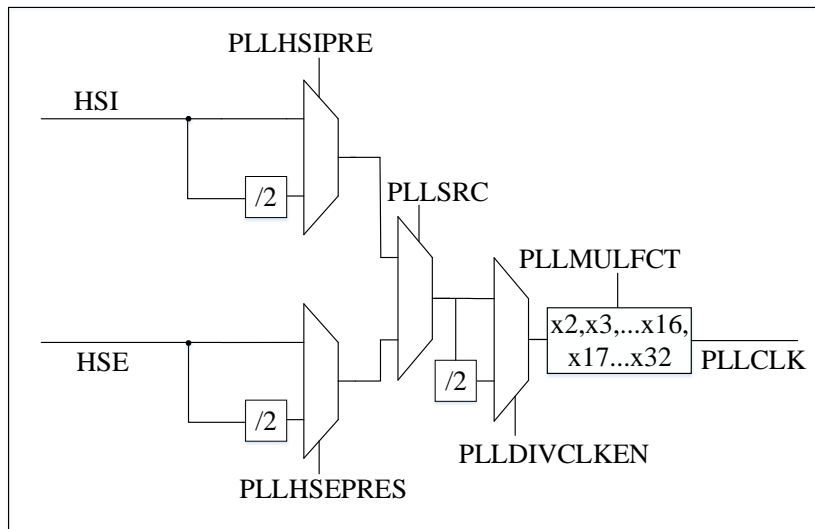 PLLHSIPRE
HSI
/2
PLLSRC
PLLMULFCT
x2,x3,...x16,
x17...x32
PLLCLK
HSE
/2
/2
PLLDIVCLKEN
PLLHSEPRES